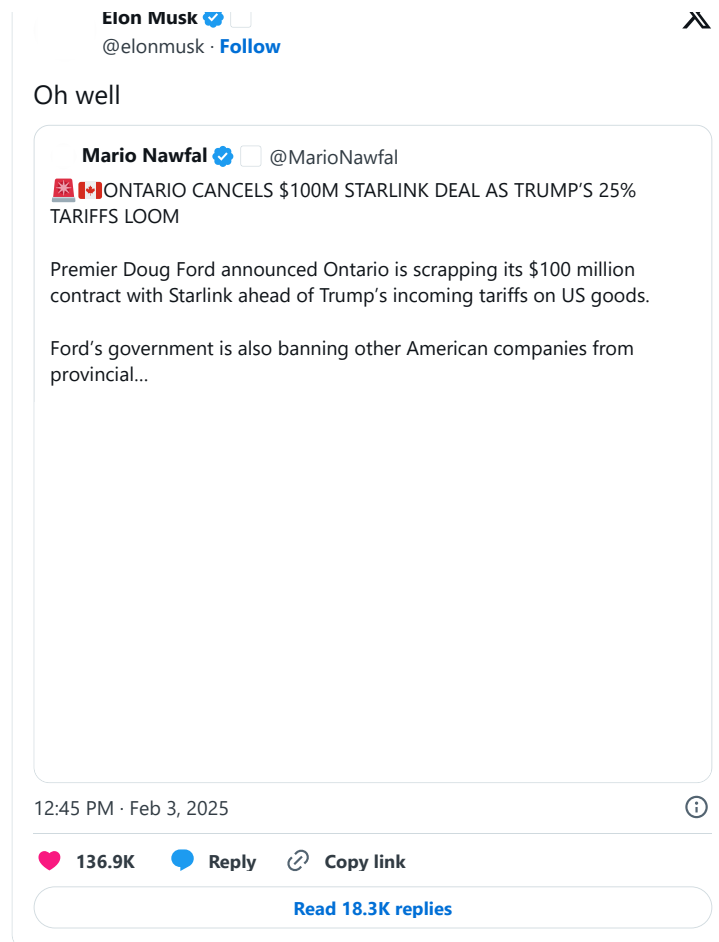 Elon Musk
@elonmusk · Follow
Oh well
Mario Nawfal @MarioNawfal
🚨🇨🇦ONTARIO CANCELS $100M STARLINK DEAL AS TRUMP’S 25%
TARIFFS LOOM
Premier Doug Ford announced Ontario is scrapping its $100 million
contract with Starlink ahead of Trump’s incoming tariffs on US goods.
Ford’s government is also banning other American companies from
provincial…
12:45 PM · Feb 3, 2025
136.9K Reply Copy link
Read 18.3K replies